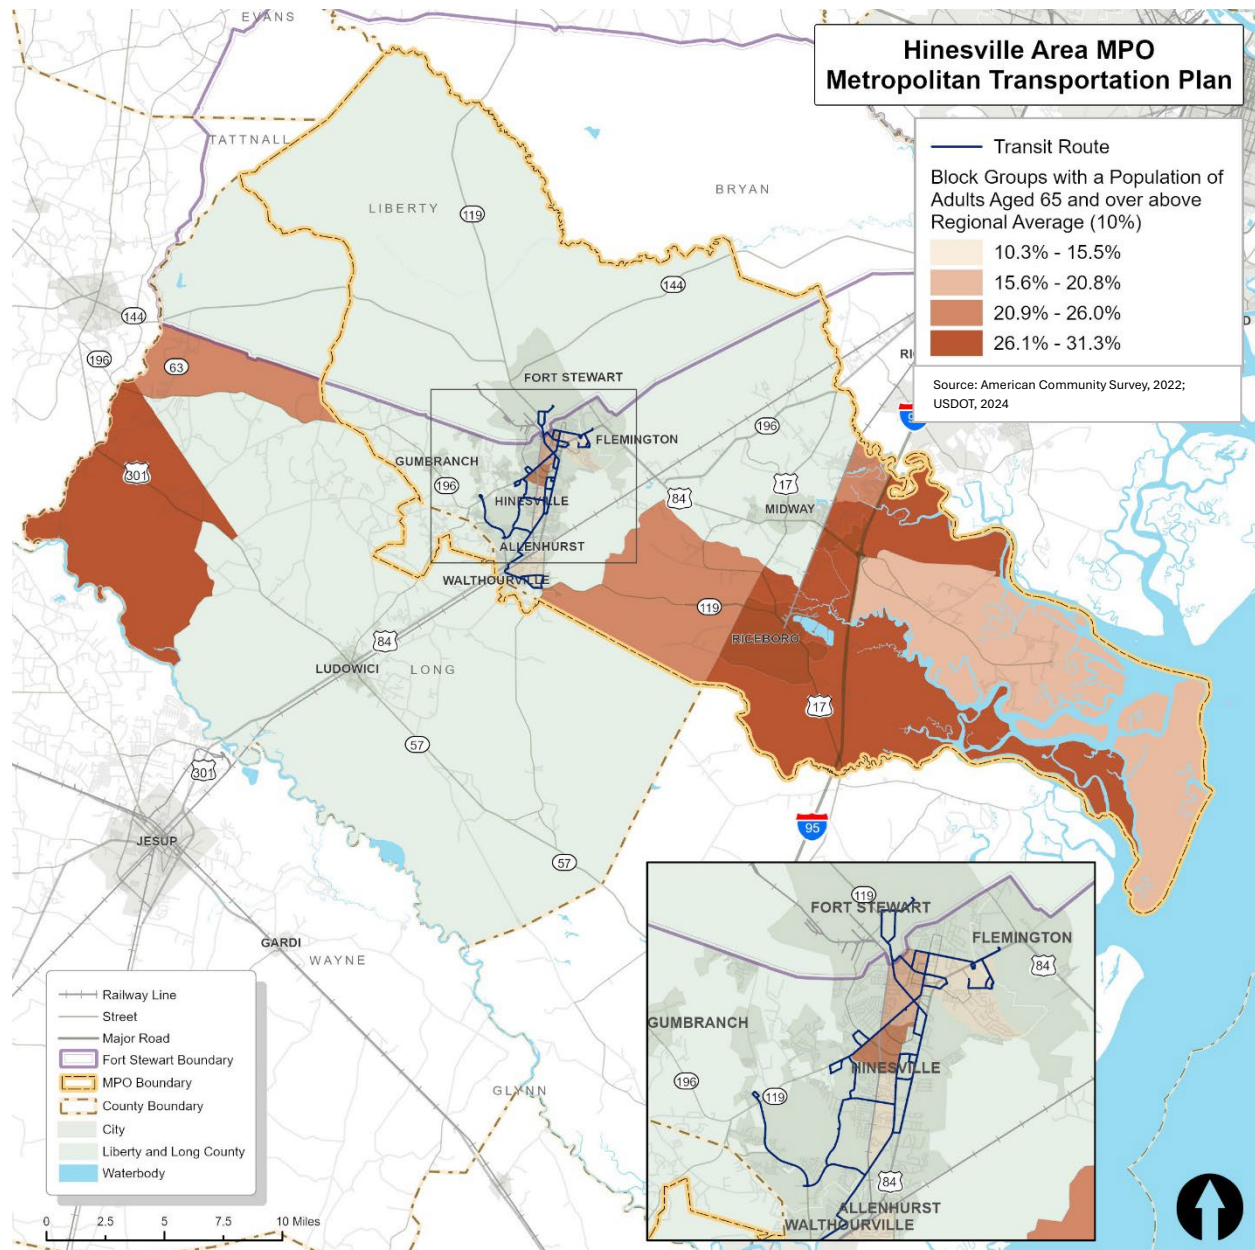 EVANS
Hinesville Area MPO
Metropolitan Transportation Plan
TATTNALL
Transit Route
Block Groups with a Population of
Adults Aged 65 and over above
Regional Average (10%)
10.3% - 15.5%
15.6% - 20.8%
20.9% - 26.0%
26.1% - 31.3%
Source: American Community Survey, 2022;
USDOT, 2024
BRYAN
LIBERTY
119
144
144
196
63
FORT STEWART
FLEMINGTON
196
GUMBRANCH
196
301
84
17
HINESVILLE
MIDWAY
ALLENHURST
WALTHOURVILLE
119
RICEBORO
84
LUDOWICI
LONG
17
57
301
95
JESUP
57
GARDI
WAYNE
GLYNN
Railway Line
Street
Major Road
Fort Stewart Boundary
MPO Boundary
County Boundary
City
Liberty and Long County
Waterbody
0 2.5 5 7.5 10 Miles
119
FORT STEWART
FLEMINGTON
84
GUMBRANCH
HINESVILLE
196
119
84
ALLENHURST
WALTHOURVILLE